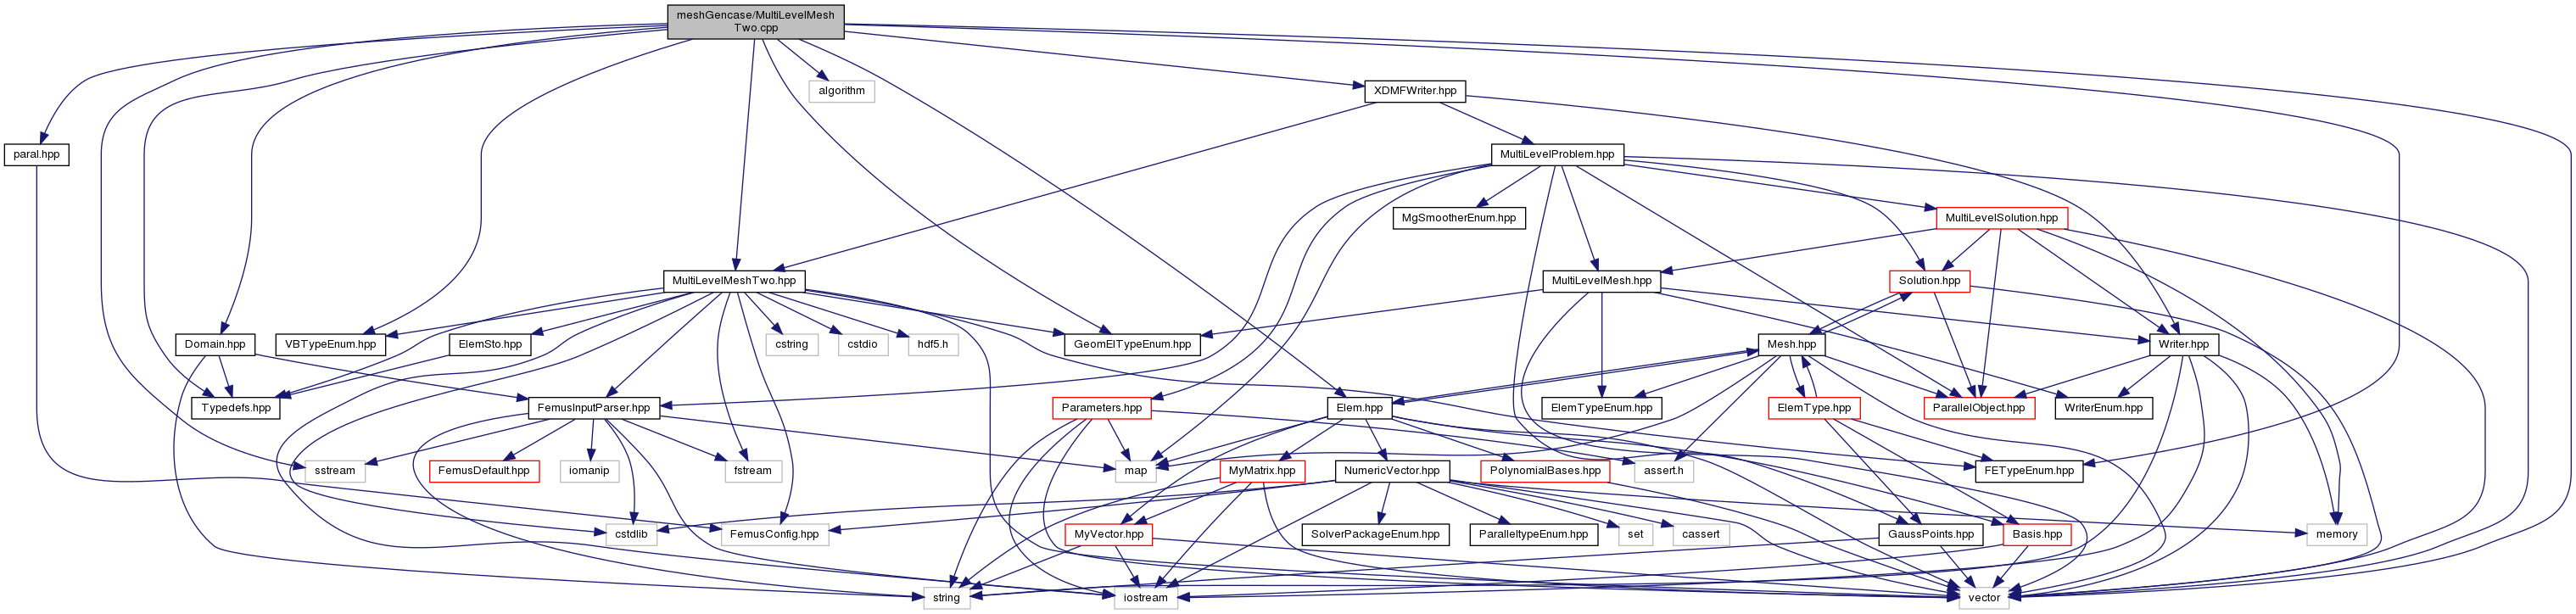 meshGencase/MultiLevelMesh
Two.cpp
algorithm
XDMFWriter.hpp
paral.hpp
MultiLevelProblem.hpp
MgSmootherEnum.hpp
MultiLevelSolution.hpp
MultiLevelMeshTwo.hpp
MultiLevelMesh.hpp
Solution.hpp
Domain.hpp
VBTypeEnum.hpp
ElemSto.hpp
cstring
cstdio
hdf5.h
GeomElTypeEnum.hpp
Mesh.hpp
Writer.hpp
Typedefs.hpp
FemusInputParser.hpp
Parameters.hpp
Elem.hpp
ElemTypeEnum.hpp
ElemType.hpp
ParallelObject.hpp
WriterEnum.hpp
sstream
FemusDefault.hpp
iomanip
fstream
map
MyMatrix.hpp
NumericVector.hpp
PolynomialBases.hpp
assert.h
FETypeEnum.hpp
cstdlib
FemusConfig.hpp
MyVector.hpp
SolverPackageEnum.hpp
ParalleltypeEnum.hpp
set
cassert
GaussPoints.hpp
Basis.hpp
memory
string
iostream
vector